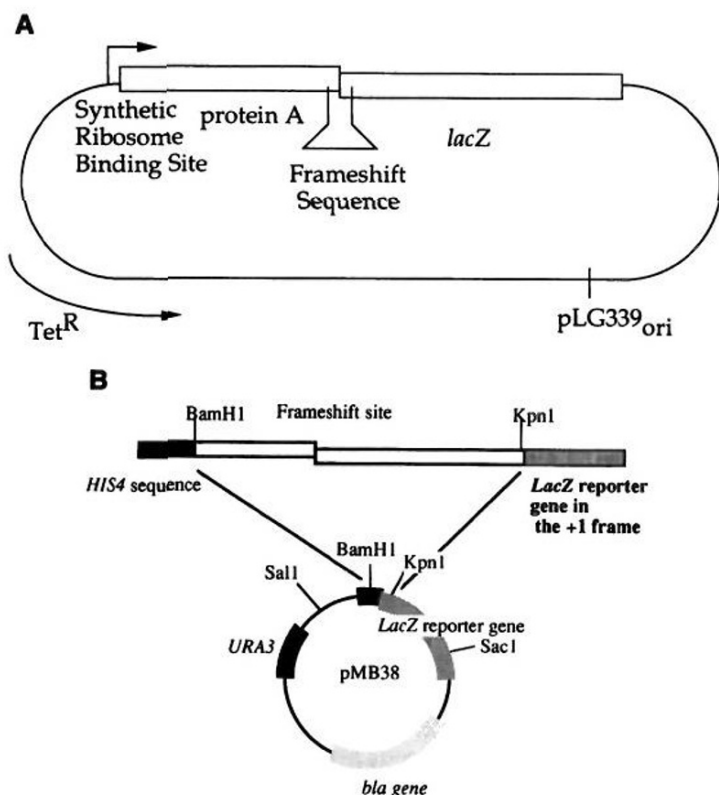 A
Synthetic
Ribosome
Binding Site
protein A
lacZ
Frameshift
Sequence
TetR
pLG339ori
B
BamH1
Frameshift site
Kpn1
HIS4 sequence
LacZ reporter
gene in
the +1 frame
BamH1
Kpn1
Sal1
LacZ reporter gene
URA3
Sac1
pMB38
bla gene